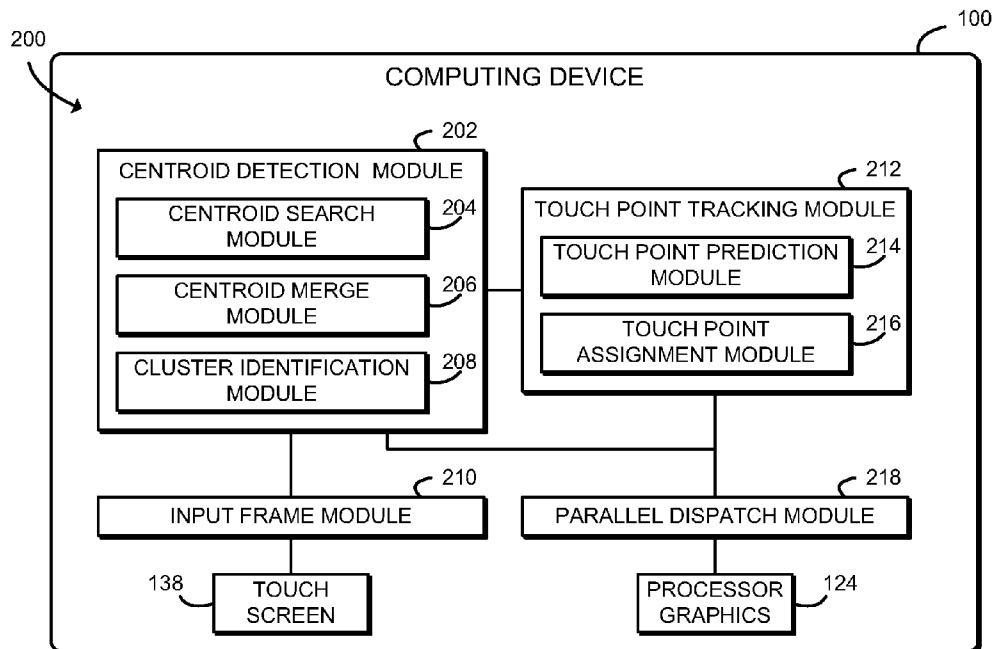 100
200
COMPUTING DEVICE
202
CENTROID DETECTION MODULE
CENTROID SEARCH
MODULE
204
CENTROID MERGE
MODULE
206
CLUSTER IDENTIFICATION
MODULE
208
212
TOUCH POINT TRACKING MODULE
TOUCH POINT PREDICTION
MODULE
214
TOUCH POINT
ASSIGNMENT MODULE
216
210
INPUT FRAME MODULE
218
PARALLEL DISPATCH MODULE
138
TOUCH
SCREEN
PROCESSOR
GRAPHICS
124